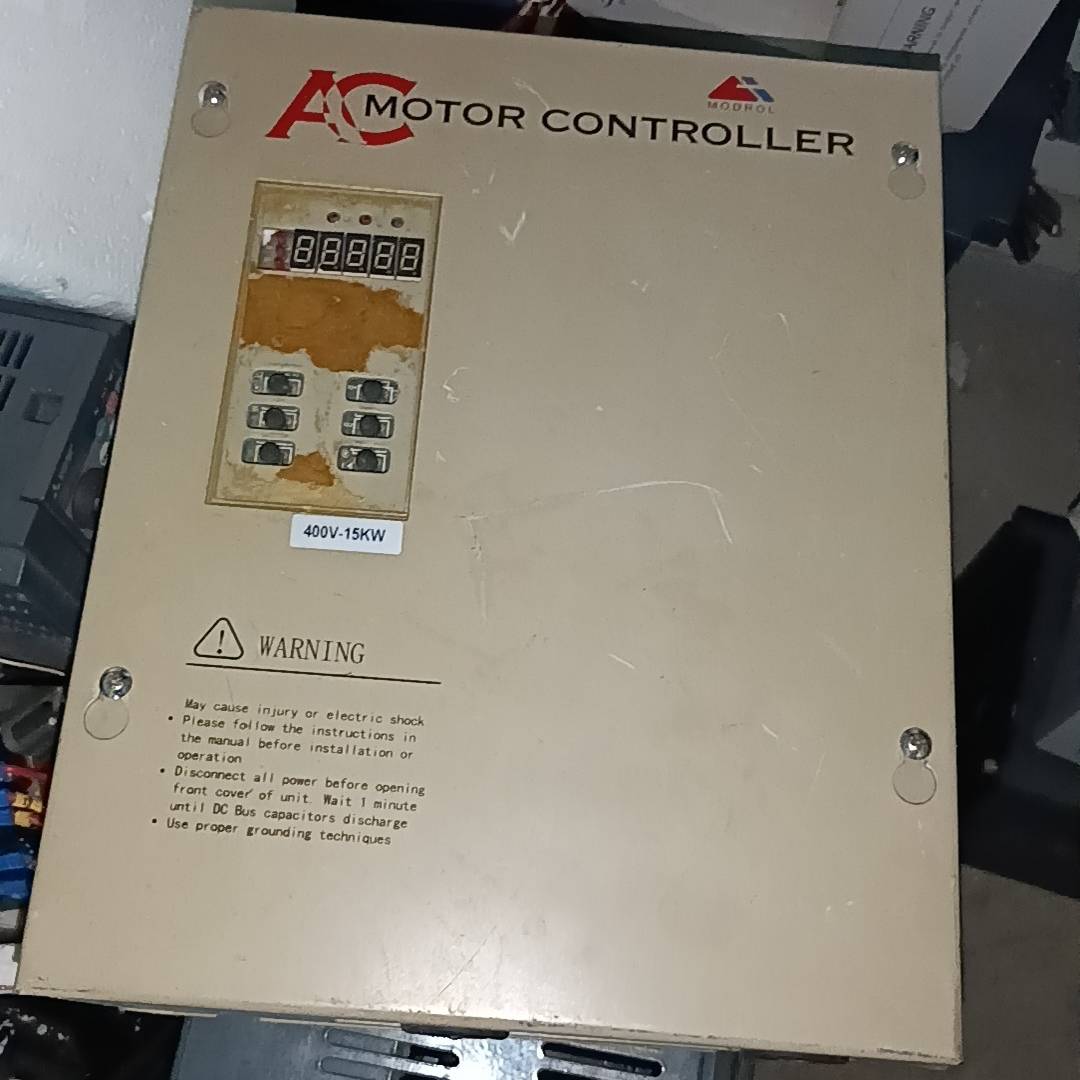 AC MOTOR CONTROLLER
MODROL
88888
400V-15KW
WARNING
May cause injury or electric shock
• Please follow the instructions in
the manual before installation or
operation
• Disconnect all power before opening
front cover of unit. Wait 1 minute
until DC Bus capacitors discharge
• Use proper grounding techniques
WARNING